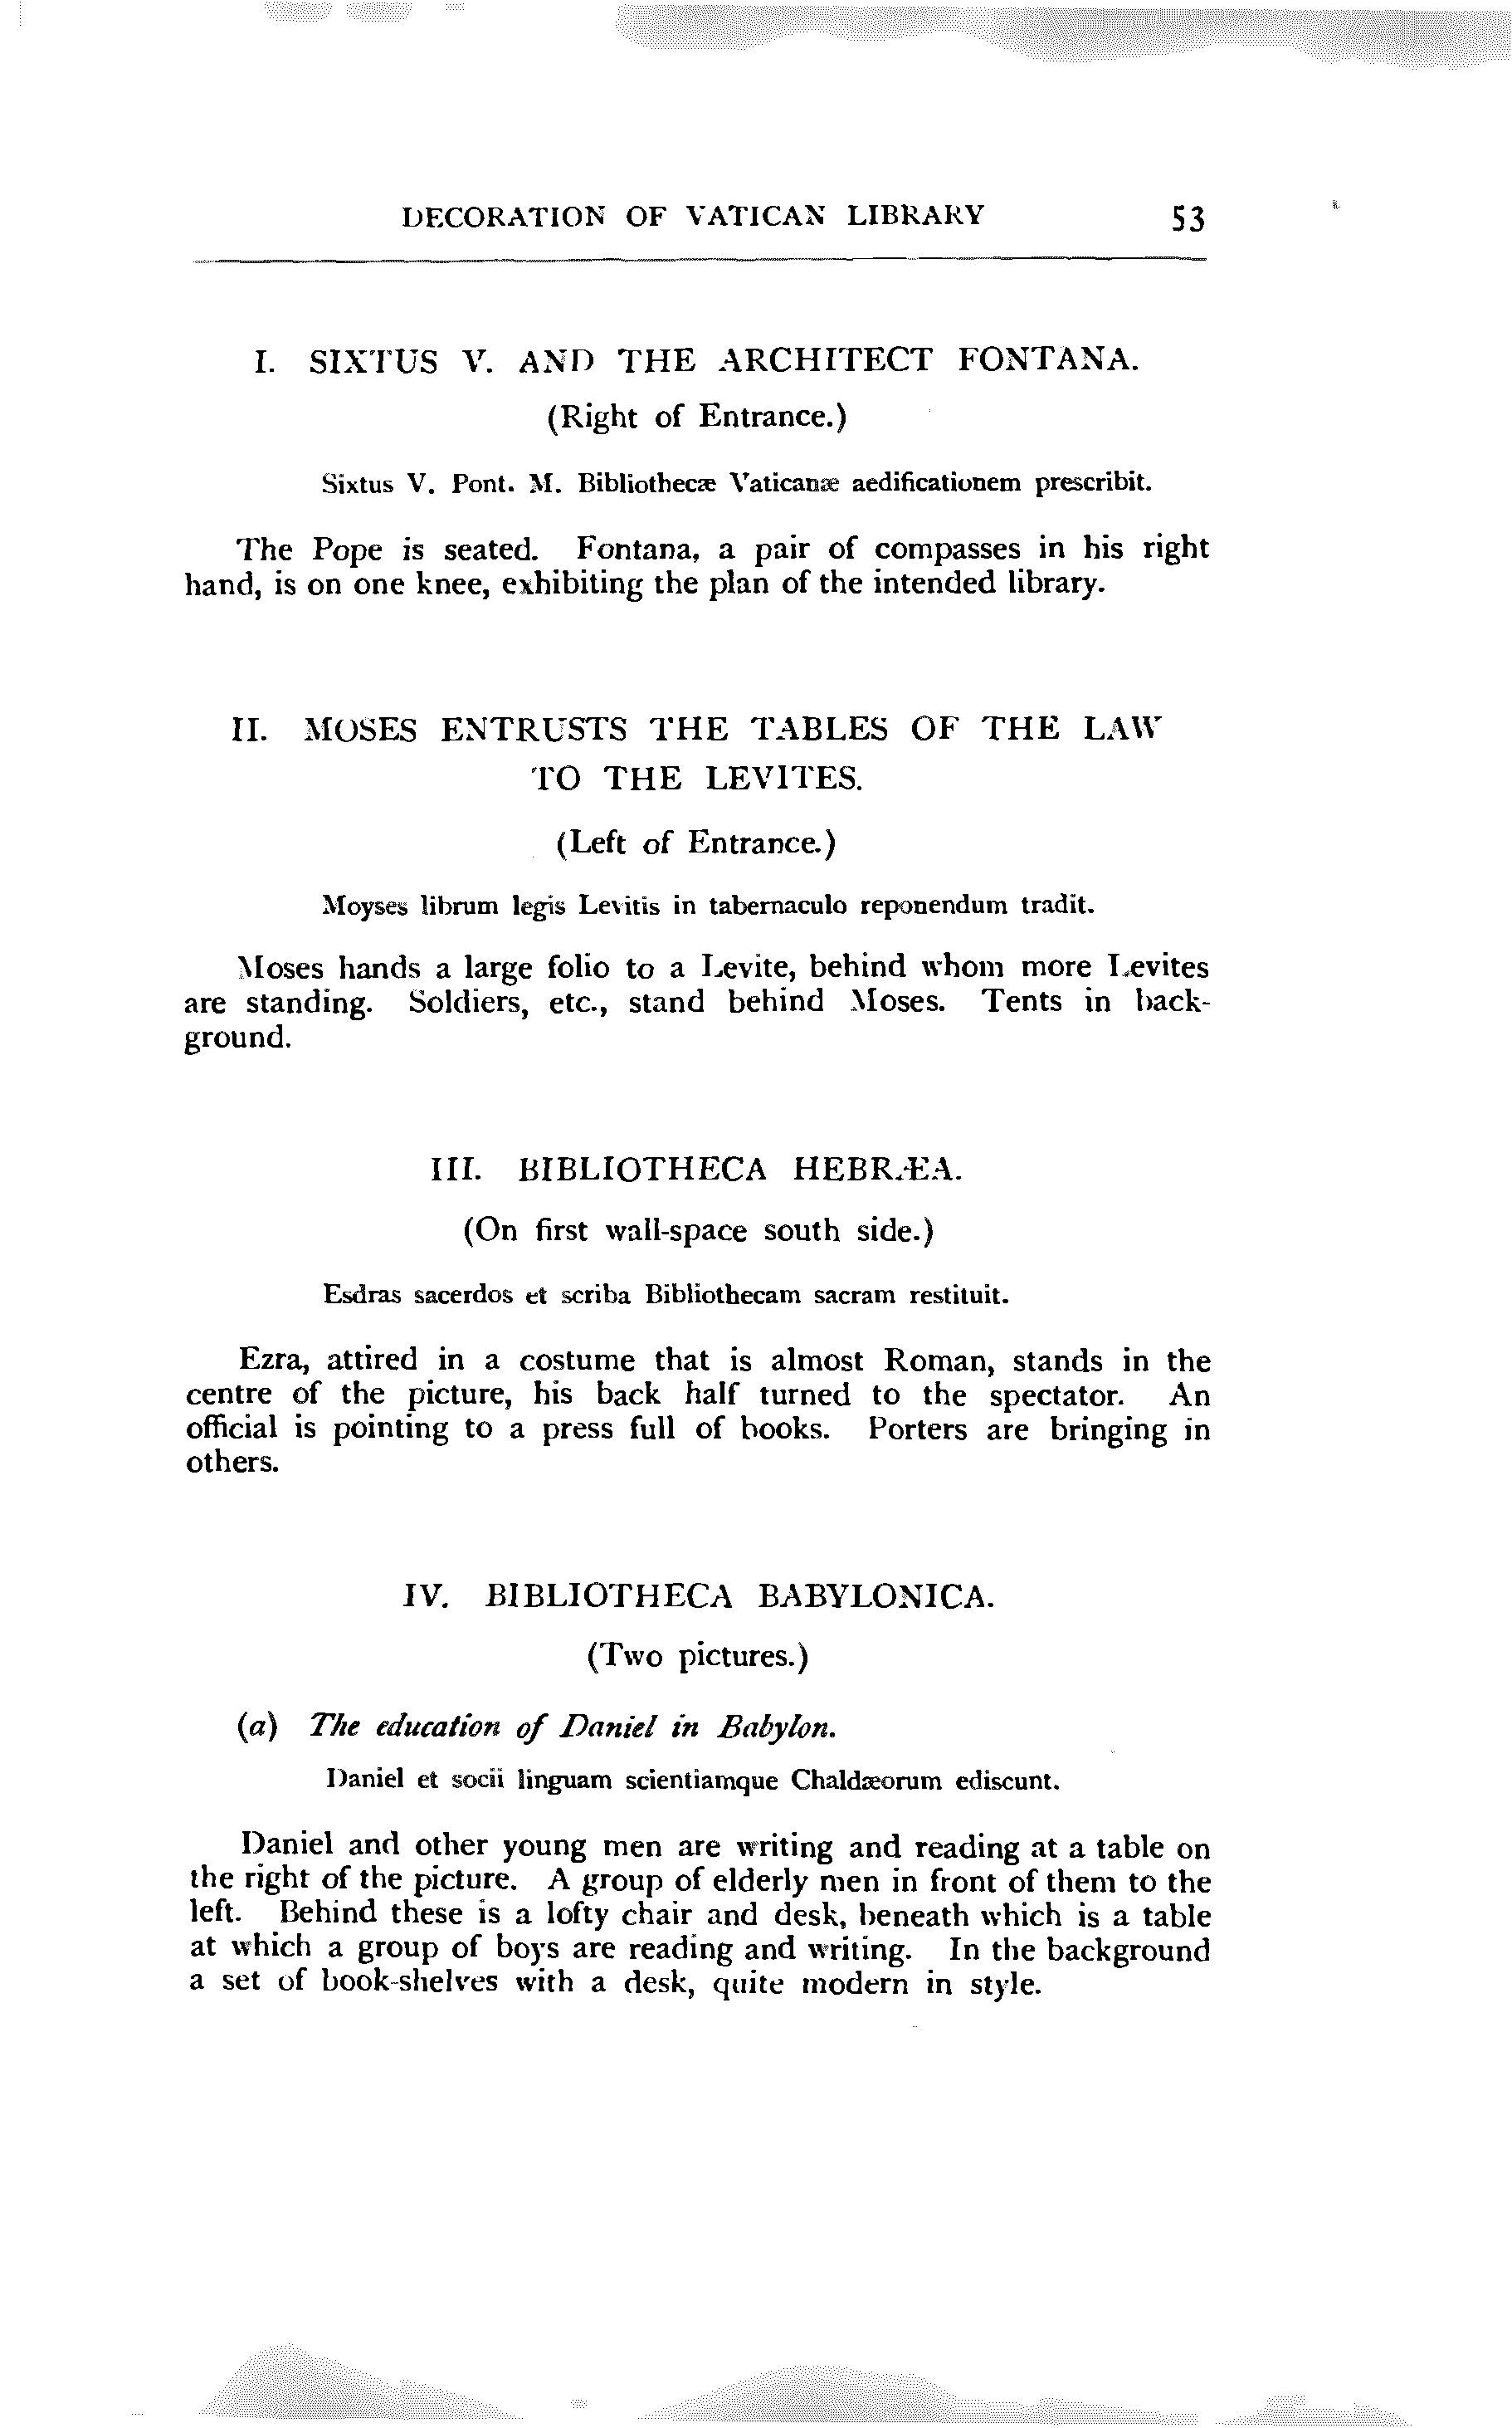 DECORATION OF VATICAN LIBRARY 53
I. SIXTUS V. AND THE ARCHITECT FONTANA.
(Right of Entrance.)
Sixtus V. Pont. M. Bibliothecæ Vaticanæ aedificationem prescribit.
The Pope is seated. Fontana, a pair of compasses in his right
hand, is on one knee, exhibiting the plan of the intended library.
II. MOSES ENTRUSTS THE TABLES OF THE LAW
TO THE LEVITES.
(Left of Entrance.)
Moyses librum legis Levitis in tabernaculo reponendum tradit.
Moses hands a large folio to a Levite, behind whom more Levites
are standing. Soldiers, etc., stand behind Moses. Tents in back-
ground.
III. BIBLIOTHECA HEBRÆA.
(On first wall-space south side.)
Esdras sacerdos et scriba Bibliothecam sacram restituit.
Ezra, attired in a costume that is almost Roman, stands in the
centre of the picture, his back half turned to the spectator. An
official is pointing to a press full of books. Porters are bringing in
others.
IV. BIBLIOTHECA BABYLONICA.
(Two pictures.)
(a) The education of Daniel in Babylon.
Daniel et socii linguam scientiamque Chaldæorum ediscunt.
Daniel and other young men are writing and reading at a table on
the right of the picture. A group of elderly men in front of them to the
left. Behind these is a lofty chair and desk, beneath which is a table
at which a group of boys are reading and writing. In the background
a set of book-shelves with a desk, quite modern in style.